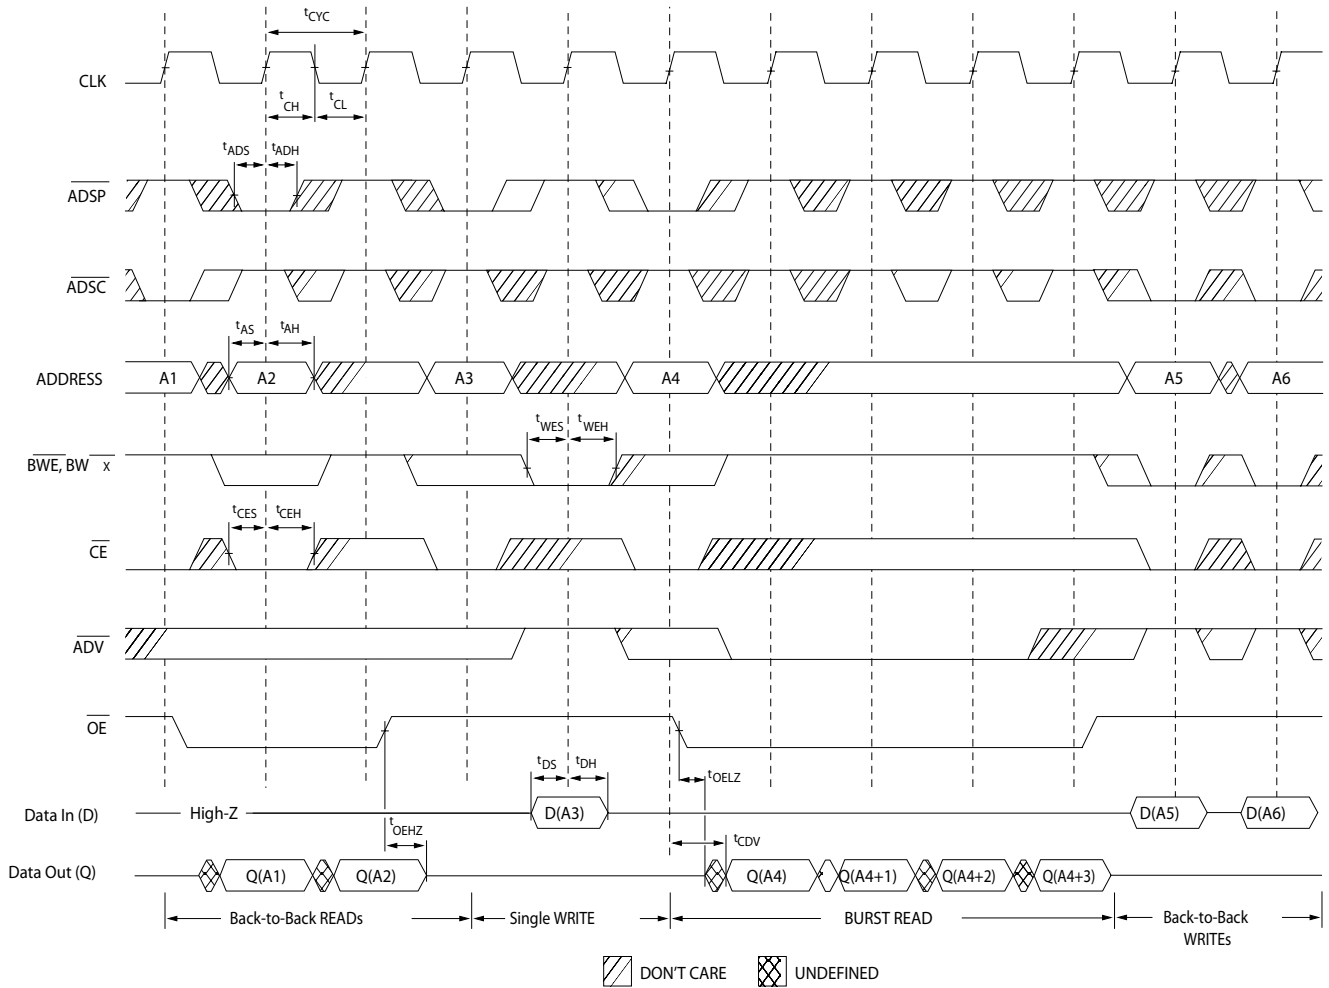 tCYC
CLK
tCH tCL
tADS tADH
ADSP
ADSC
tAS tAH
ADDRESS A1 A2 A3 A4 A5 A6
tWES tWEH
BWE, BW X
tCES tCEH
CE
ADV
OE
tDS tDH tOELZ
Data In (D) High-Z D(A3) D(A5) D(A6)
tOEHZ tCDV
Data Out (Q) Q(A1) Q(A2) Q(A4) Q(A4+1) Q(A4+2) Q(A4+3)
Back-to-Back READs Single WRITE BURST READ Back-to-Back
WRITEs
DON'T CARE UNDEFINED